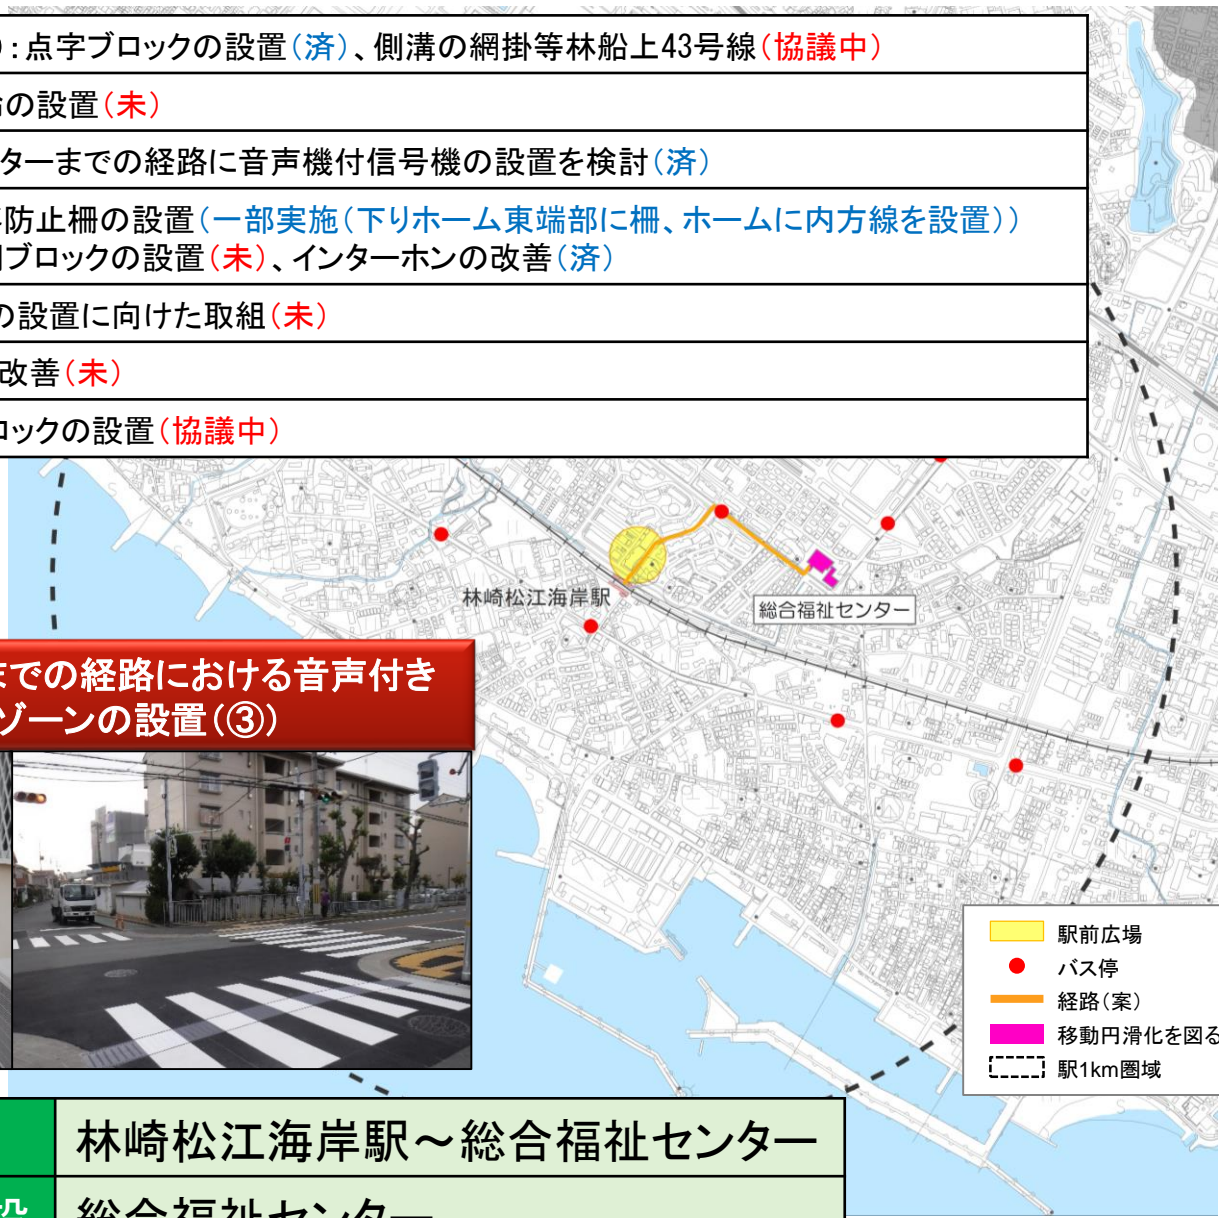 ：点字ブロックの設置（済）、側溝の網掛等林船上43号線（協議中）
の設置（未）
ターまでの経路に音声機付信号機の設置を検討（済）
防止柵の設置（一部実施（下りホーム東端部に柵、ホームに内方線を設置））
ブロックの設置（未）、インターホンの改善（済）
の設置に向けた取組（未）
改善（未）
ロックの設置（協議中）
林崎松江海岸駅
総合福祉センター
までの経路における音声付き
ゾーンの設置（③）
駅前広場
バス停
経路（案）
移動円滑化を図る
駅1km圏域
林崎松江海岸駅～総合福祉センター
総合福祉センター